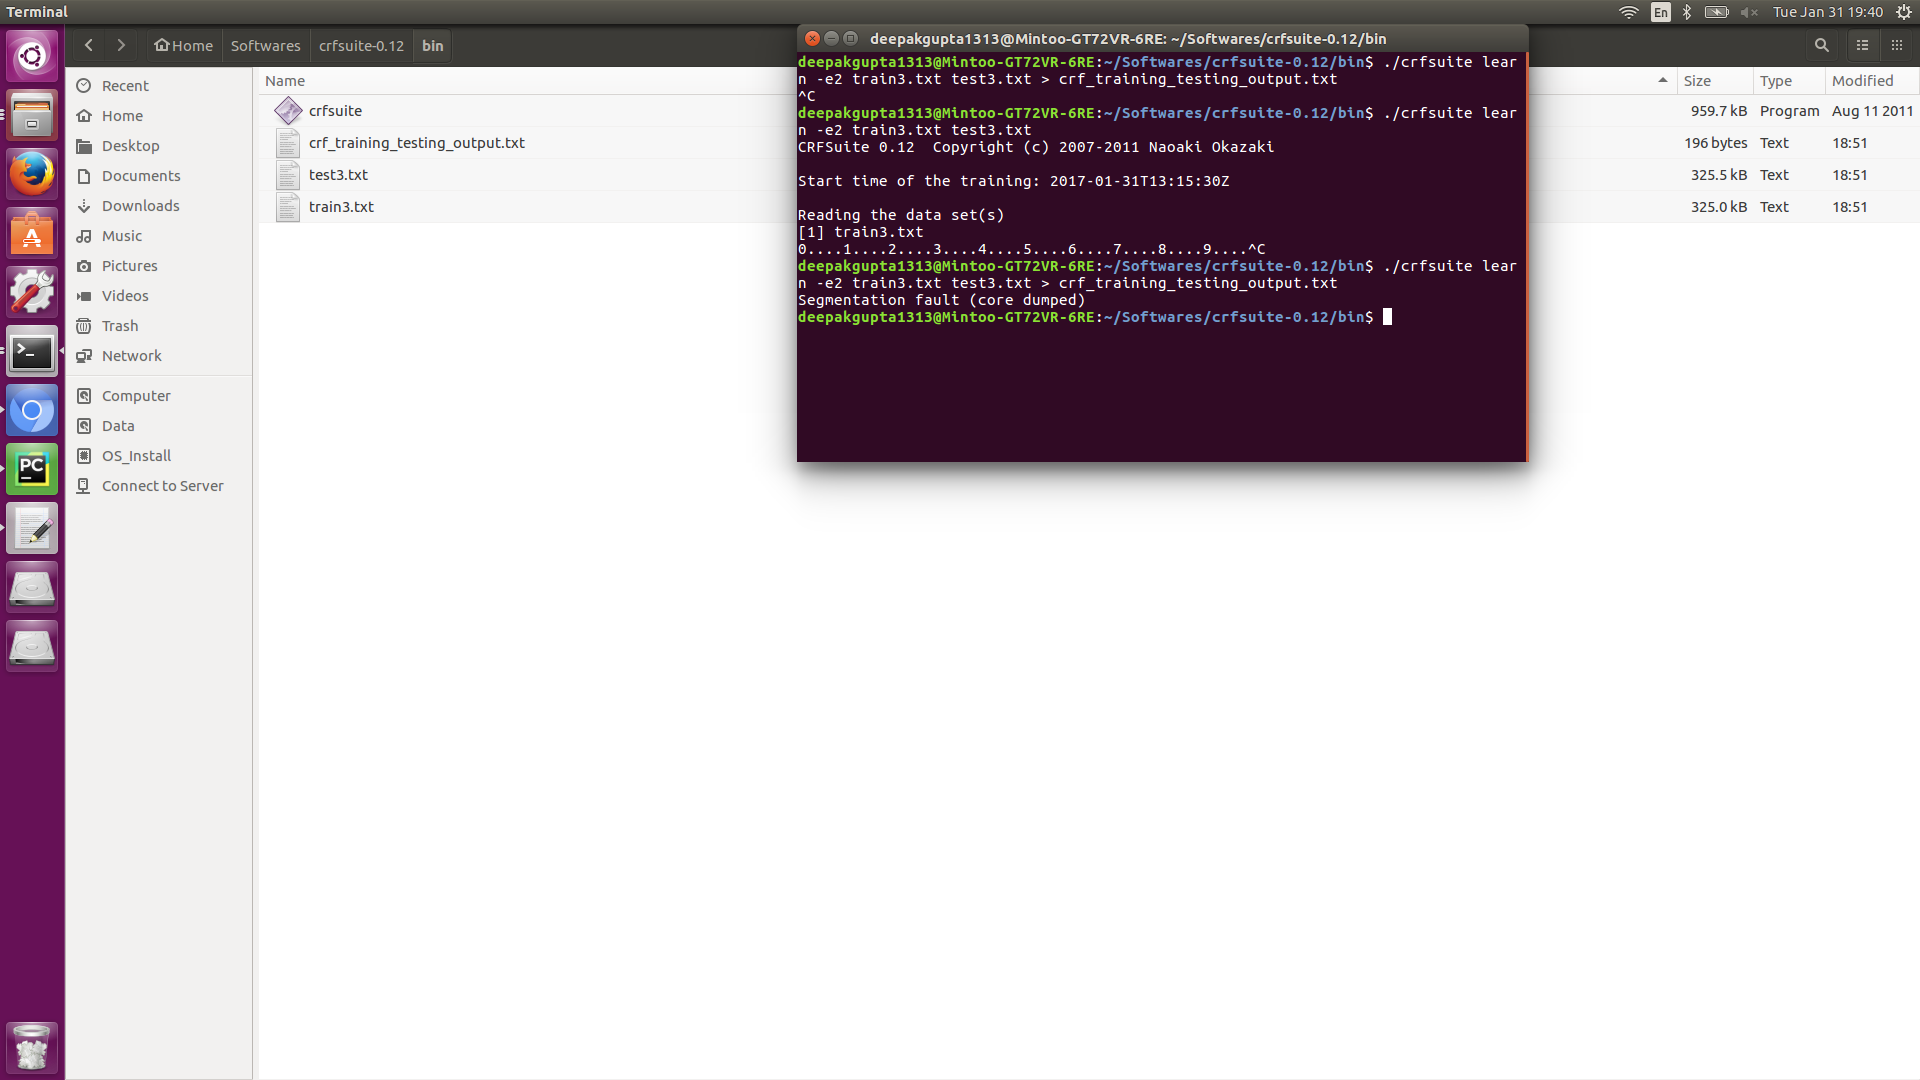 Terminal
En
Tue Jan 31 19:40
Home
Softwares
crfsuite-0.12
bin
Recent
Home
Desktop
Documents
Downloads
Music
Pictures
Videos
Trash
Network
Computer
Data
OS_Install
Connect to Server
Name
Size
Type
Modified
crfsuite
959.7 kB
Program
Aug 11 2011
crf_training_testing_output.txt
196 bytes
Text
18:51
test3.txt
325.5 kB
Text
18:51
train3.txt
325.0 kB
Text
18:51
deepakgupta1313@Mintoo-GT72VR-6RE: ~/Softwares/crfsuite-0.12/bin
deepakgupta1313@Mintoo-GT72VR-6RE:~/Softwares/crfsuite-0.12/bin$ ./crfsuite lear
n -e2 train3.txt test3.txt > crf_training_testing_output.txt
^C
deepakgupta1313@Mintoo-GT72VR-6RE:~/Softwares/crfsuite-0.12/bin$ ./crfsuite lear
n -e2 train3.txt test3.txt
CRFSuite 0.12  Copyright (c) 2007-2011 Naoaki Okazaki
Start time of the training: 2017-01-31T13:15:30Z
Reading the data set(s)
[1] train3.txt
0....1....2....3....4....5....6....7....8....9....^C
deepakgupta1313@Mintoo-GT72VR-6RE:~/Softwares/crfsuite-0.12/bin$ ./crfsuite lear
n -e2 train3.txt test3.txt > crf_training_testing_output.txt
Segmentation fault (core dumped)
deepakgupta1313@Mintoo-GT72VR-6RE:~/Softwares/crfsuite-0.12/bin$
PC